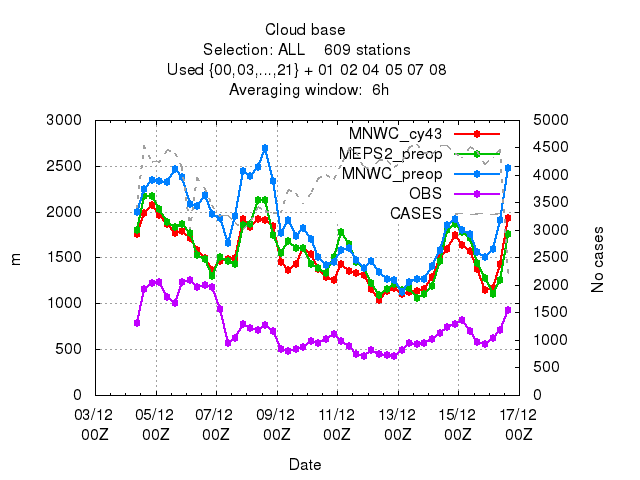 Cloud base
Selection: ALL    609 stations
Used {00,03,...,21} + 01 02 04 05 07 08
Averaging window:  6h
3000
2500
2000
1500
1000
500
0
m
MNWC_cy43
MEPS2_preop
MNWC_preop
OBS
CASES
5000
4500
4000
3500
3000
2500
2000
1500
1000
500
0
No cases
03/12 05/12 07/12 09/12 11/12 13/12 15/12 17/12
00Z 00Z 00Z 00Z 00Z 00Z 00Z 00Z
Date